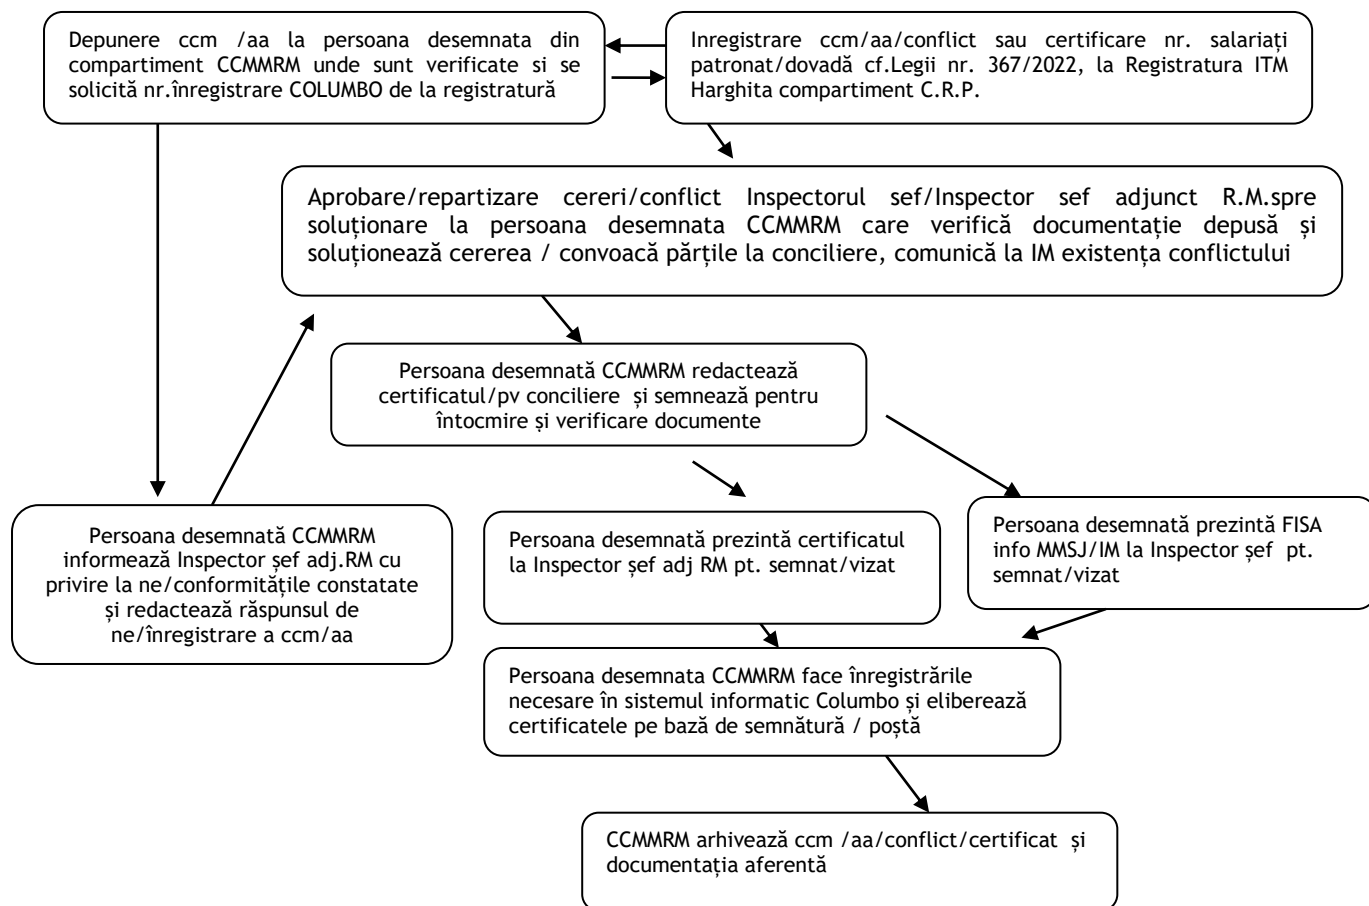 Depunere ccm /aa la persoana desemnata din
compartiment CCMMRM unde sunt verificate si se
solicită nr.înregistrare COLUMBO de la registratură
Inregistrare ccm/aa/conflict sau certificare nr. salariați
patronat/dovadă cf.Legii nr. 367/2022, la Registratura ITM
Harghita compartiment C.R.P.
Aprobare/repartizare cereri/conflict Inspectorul sef/Inspector sef adjunct R.M.spre
soluționare la persoana desemnata CCMMRM care verifică documentație depusă și
soluționează cererea / convoacă părțile la conciliere, comunică la IM existența conflictului
Persoana desemnată CCMMRM redactează
certificatul/pv conciliere și semnează pentru
întocmire și verificare documente
Persoana desemnată CCMMRM
informează Inspector șef adj.RM cu
privire la ne/conformitățile constatate
și redactează răspunsul de
ne/înregistrare a ccm/aa
Persoana desemnată prezintă certificatul
la Inspector șef adj RM pt. semnat/vizat
Persoana desemnată prezintă FISA
info MMSJ/IM la Inspector șef pt.
semnat/vizat
Persoana desemnata CCMMRM face înregistrările
necesare în sistemul informatic Columbo și eliberează
certificatele pe bază de semnătură / poștă
CCMMRM arhivează ccm /aa/conflict/certificat și
documentația aferentă